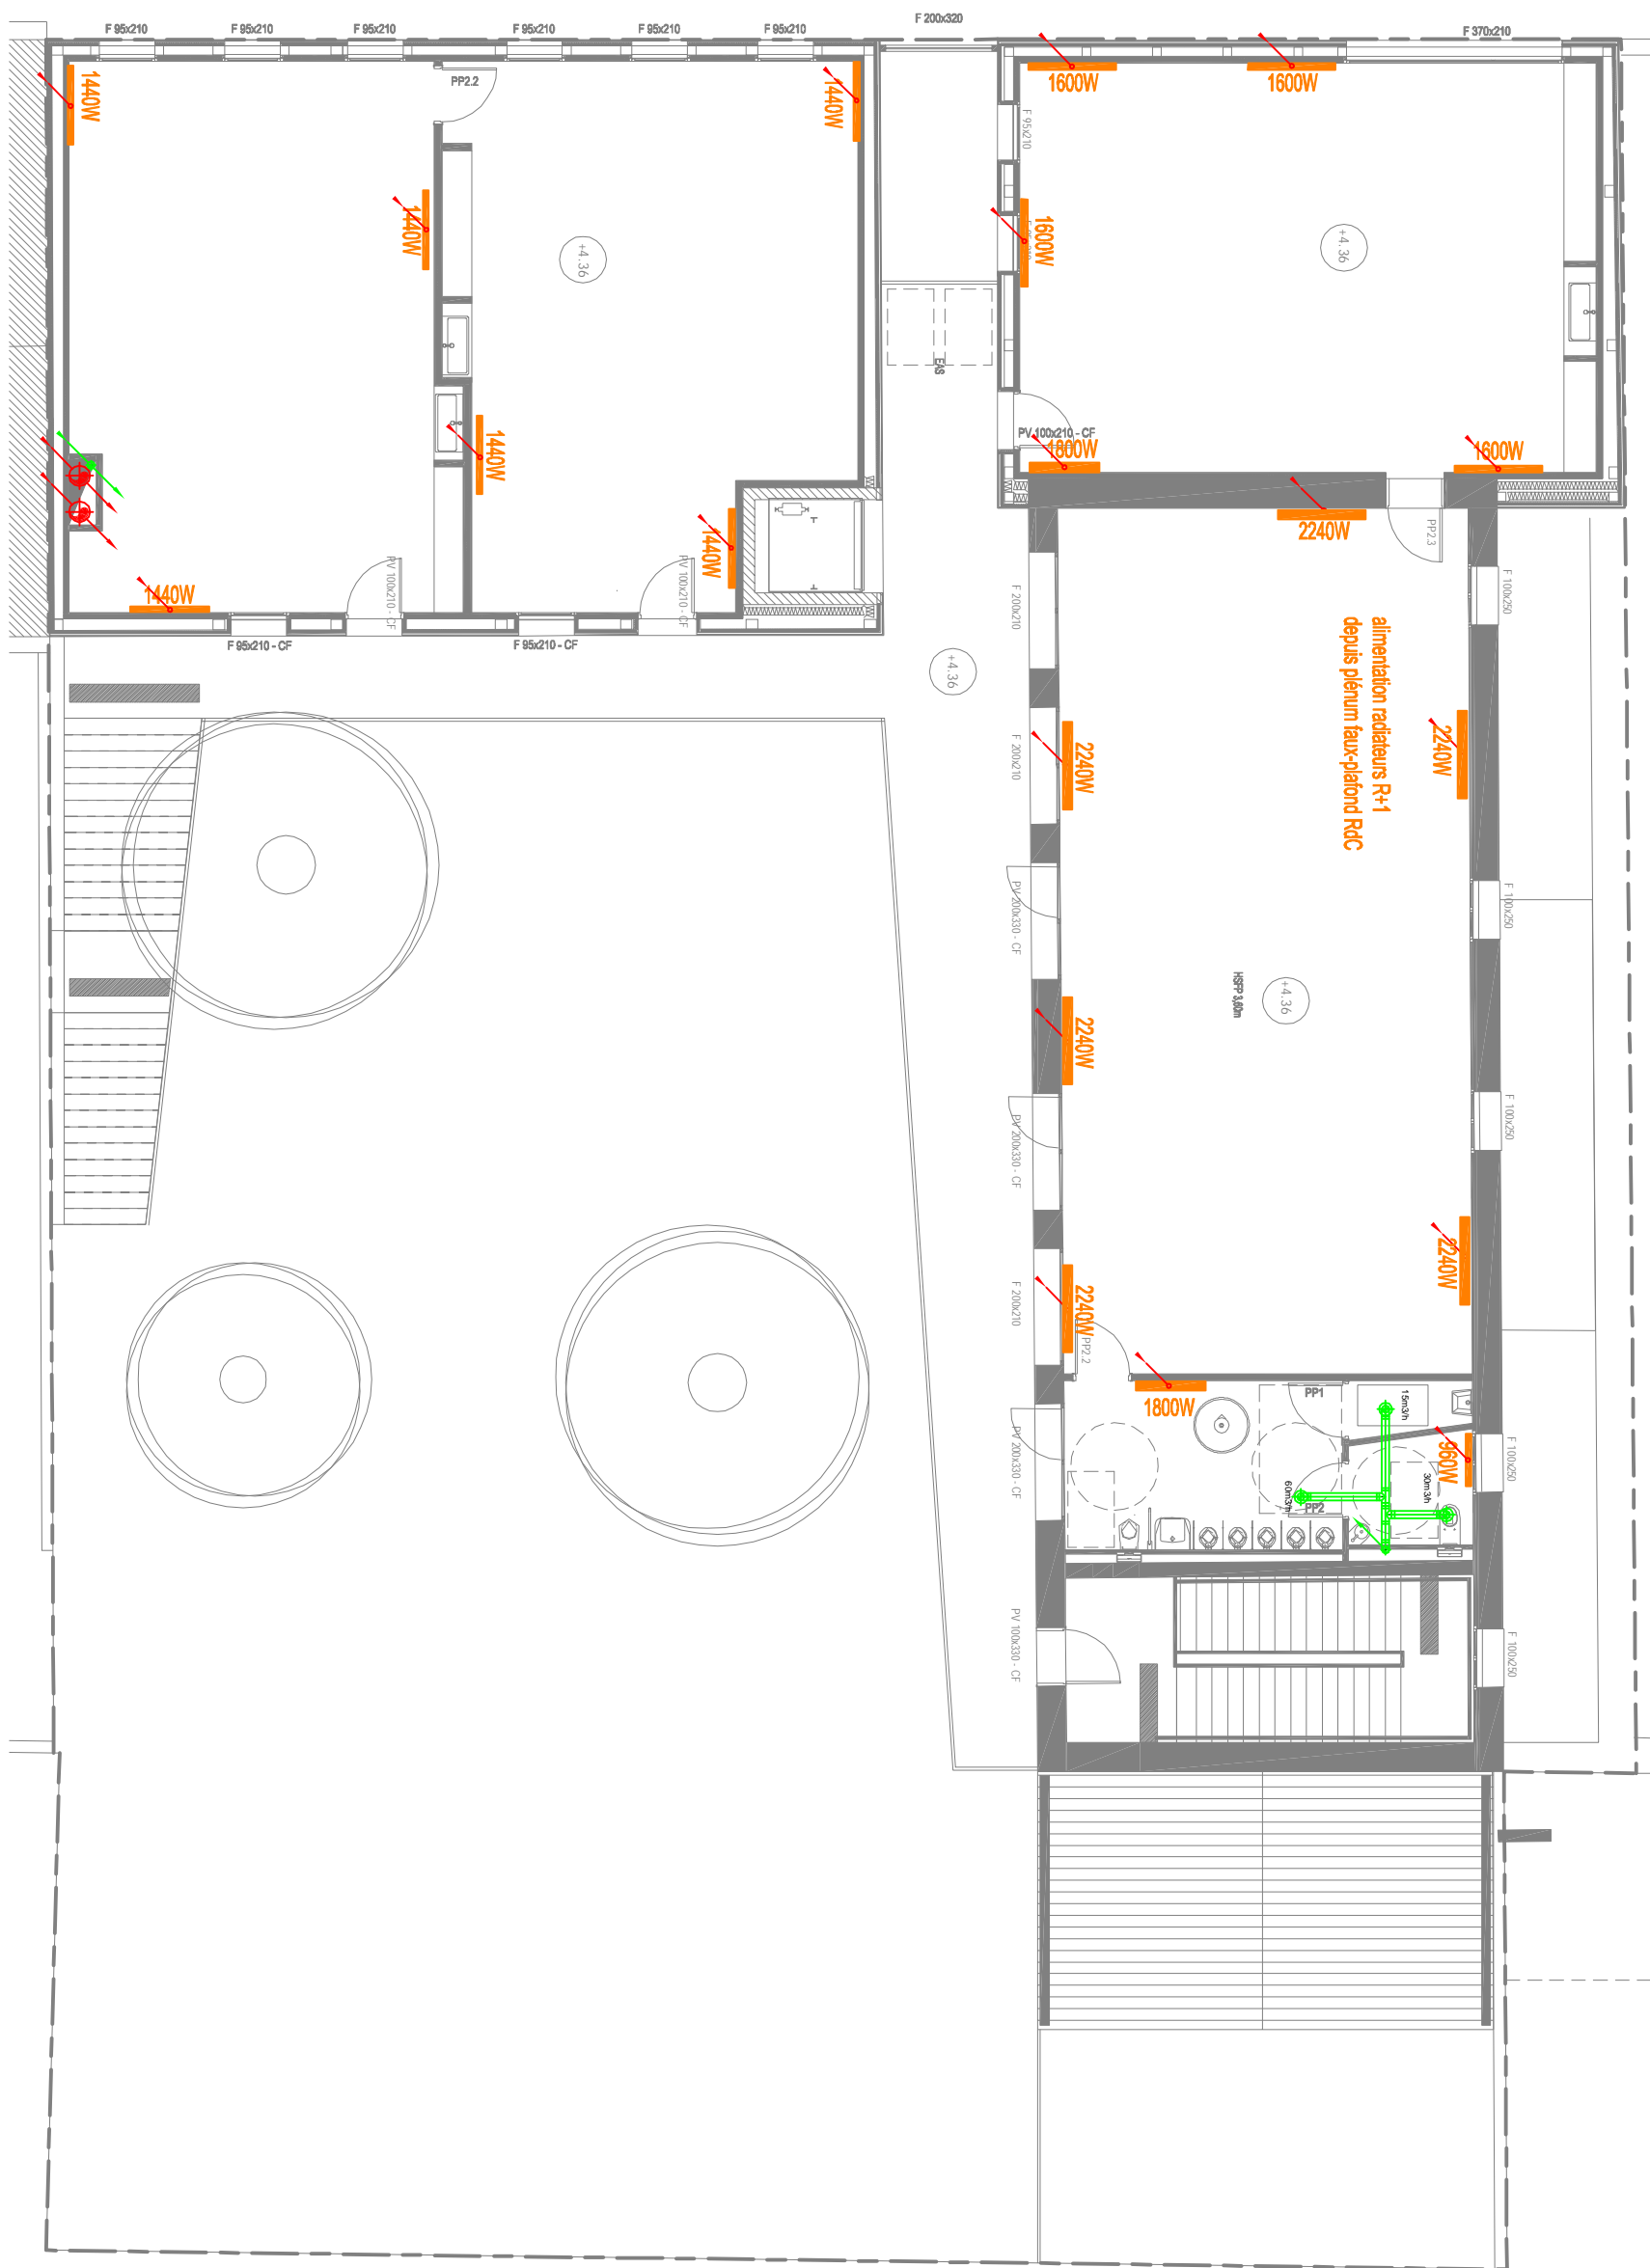 F 95x210
F 95x210
F 95x210
F 95x210
F 95x210
F 95x210
F 200x320
F 370x210
1440W
PP2.2
1440W
1600W
1600W
F 95x210
1440W
1600W
+4.36
+4.36
EAS
1440W
PV 100x210 - CF
1800W
1600W
1440W
2240W
PP2.3
1440W
PV 100x210 - CF
PV 100x210 - CF
F 200x210
F 100x250
F 95x210 - CF
F 95x210 - CF
+4.36
alimentation radiateurs R+1
depuis plénum faux-plafond RdC
F 200x210
2240W
2240W
PV 200x330 - CF
F 100x250
HSFP 3,60m
+4.36
2240W
PV 200x330 - CF
F 100x250
F 200x210
2240W
2240W
PP2.2
1800W
PP1
15m3/h
PV 200x330 - CF
960W
F 100x250
60m3/h
PP2
30m3/h
PV 100x330 - CF
F 100x250